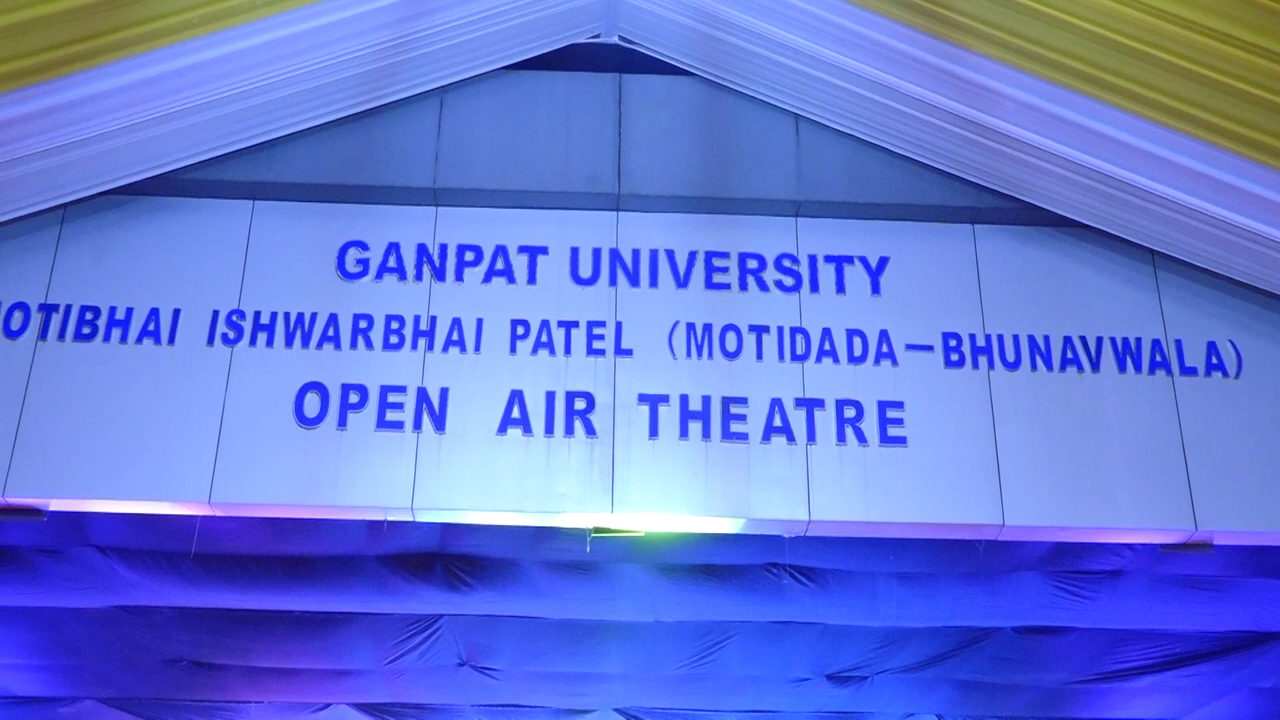 GANPAT UNIVERSITY
OTIBHAI ISHWARBHAI PATEL (MOTIDADA-BHUNAVWALA)
OPEN AIR THEATRE